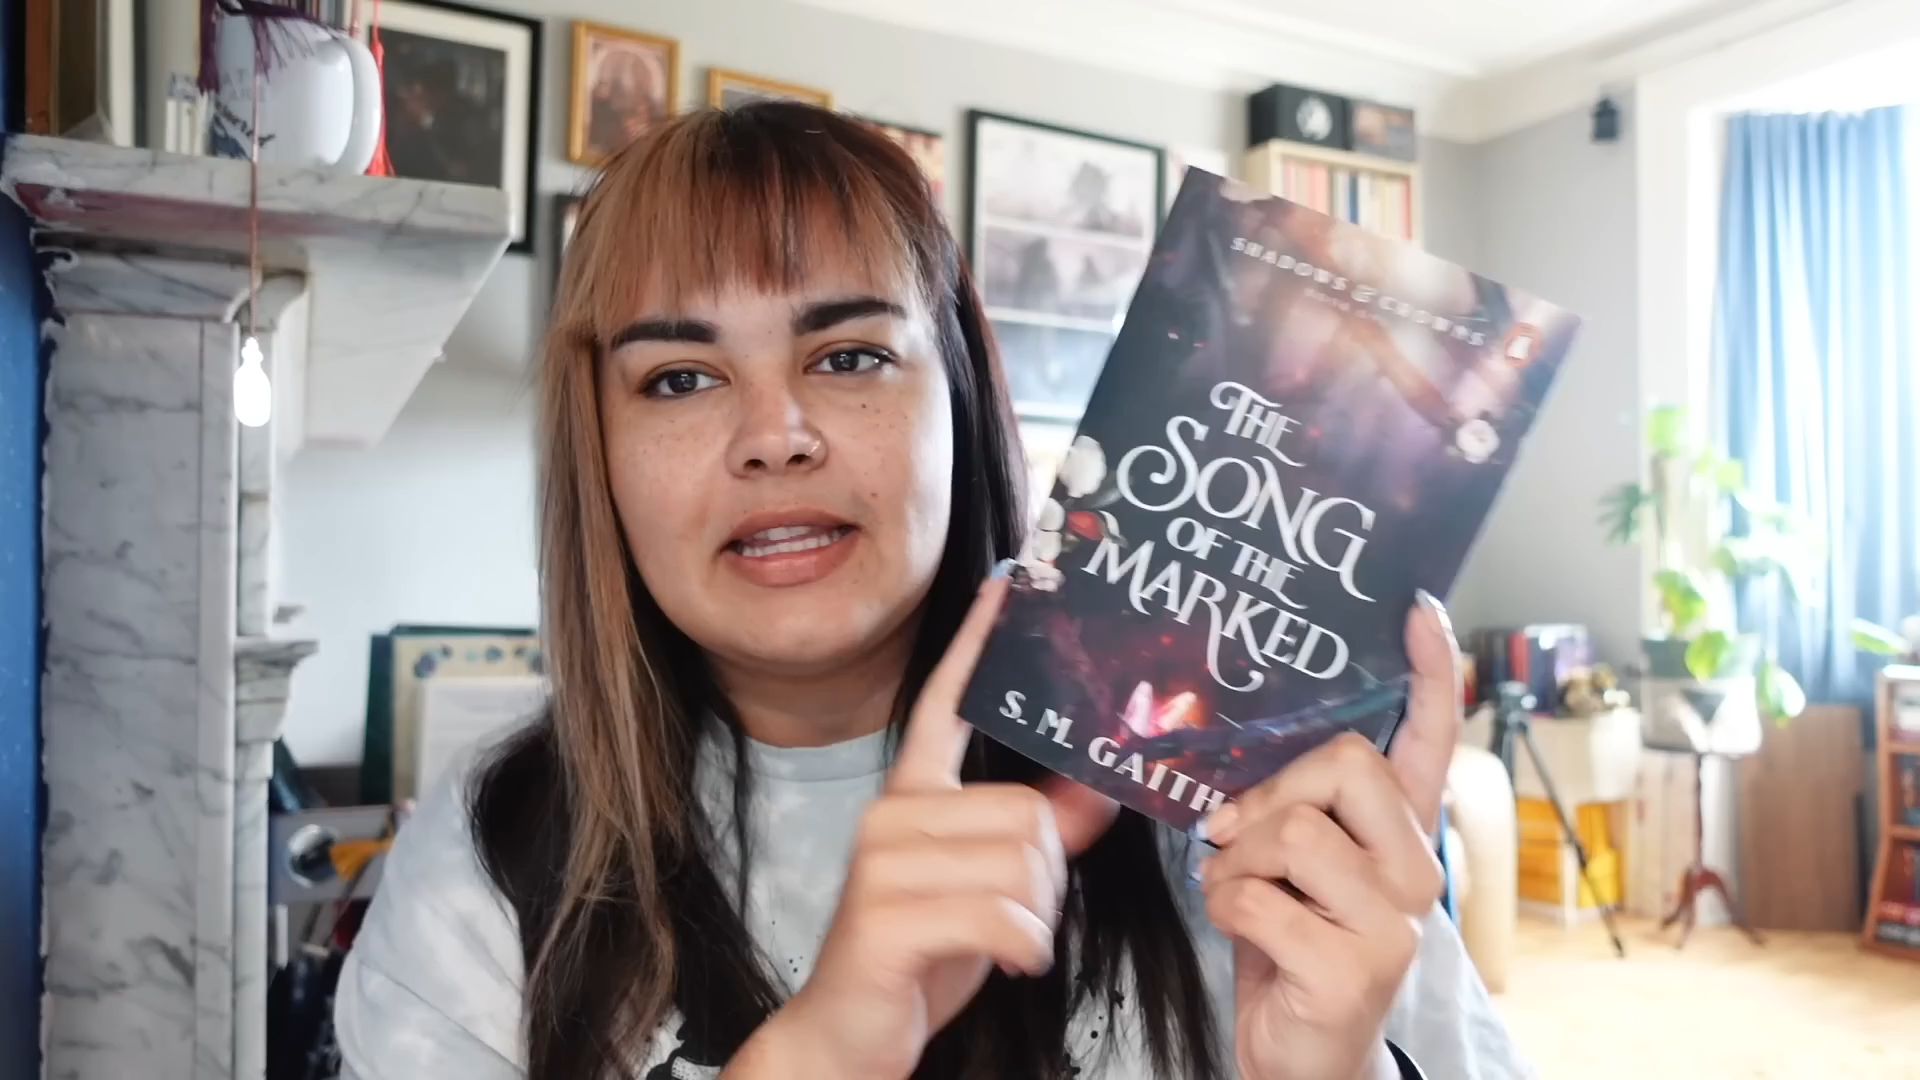 SHADOWS & CROWNS
THE
SONG
OF THE
MARKED
S. M. GAITH